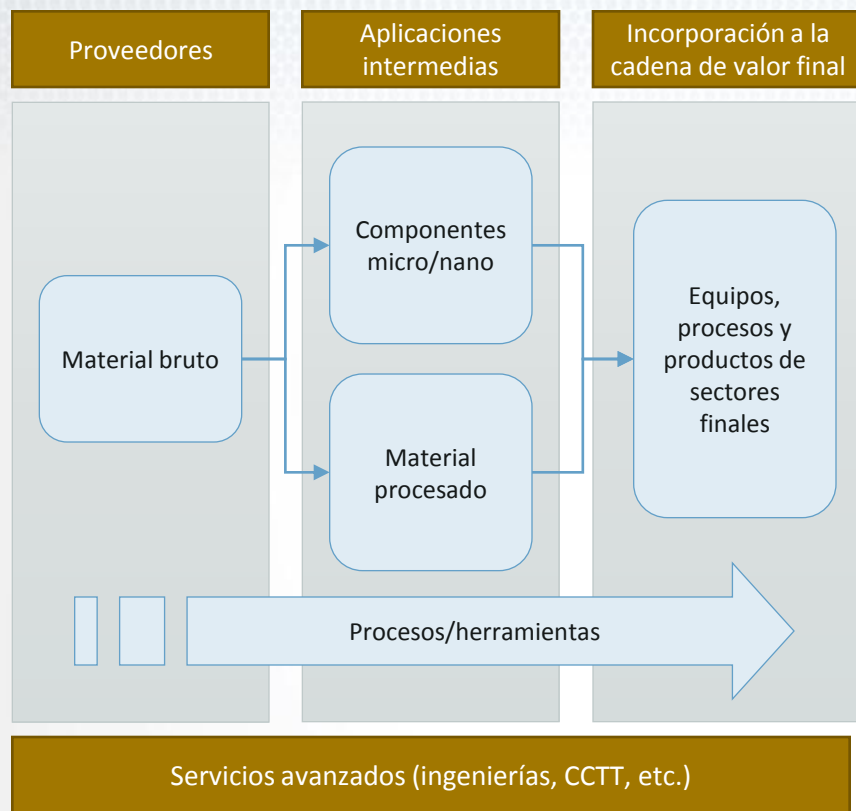 Proveedores
Aplicaciones
intermedias
Incorporación a la
cadena de valor final
Material bruto
Componentes
micro/nano
Material
procesado
Equipos,
procesos y
productos de
sectores
finales
Procesos/herramientas
Servicios avanzados (ingenierías, CCTT, etc.)